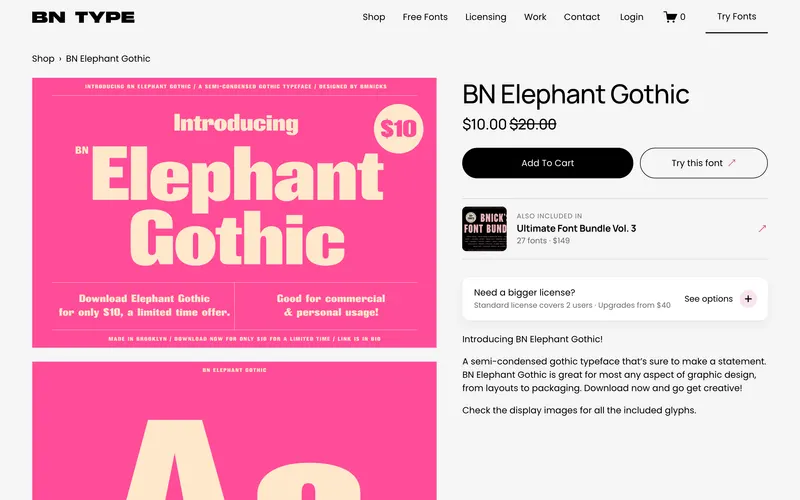 BN TYPE
Shop Free Fonts Licensing Work Contact Login 0 Try Fonts
Shop › BN Elephant Gothic
INTRODUCING BN ELEPHANT GOTHIC / A SEMI-CONDENSED GOTHIC TYPEFACE / DESIGNED BY BNNICKS
Introducing
$10
BN
Elephant
Gothic
Download Elephant Gothic
for only $10, a limited time offer.
Good for commercial
& personal usage!
MADE IN BROOKLYN / DOWNLOAD NOW FOR ONLY $10 FOR A LIMITED TIME / LINK IS IN BIO
BN ELEPHANT GOTHIC
Aa
BN Elephant Gothic
$10.00 $20.00
Add To Cart
Try this font ↗
BNICK'S
FONT BUND
ALSO INCLUDED IN
Ultimate Font Bundle Vol. 3
27 fonts · $149
↗
Need a bigger license?
Standard license covers 2 users · Upgrades from $40
See options +
Introducing BN Elephant Gothic!
A semi-condensed gothic typeface that's sure to make a statement.
BN Elephant Gothic is great for most any aspect of graphic design,
from layouts to packaging. Download now and go get creative!
Check the display images for all the included glyphs.